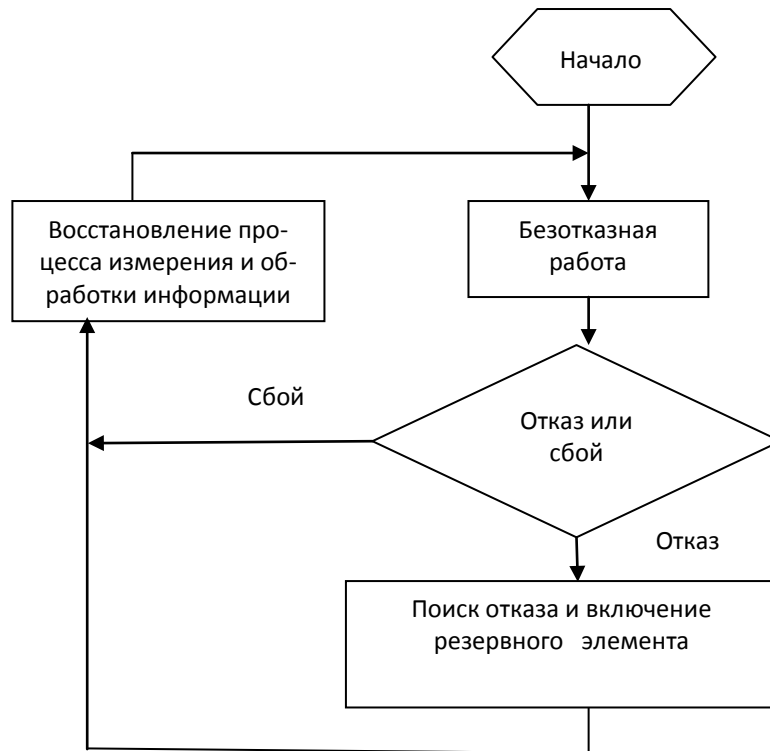 Начало
Восстановление про-
цесса измерения и об-
работки информации
Безотказная
работа
Сбой
Отказ или
сбой
Отказ
Поиск отказа и включение
резервного элемента